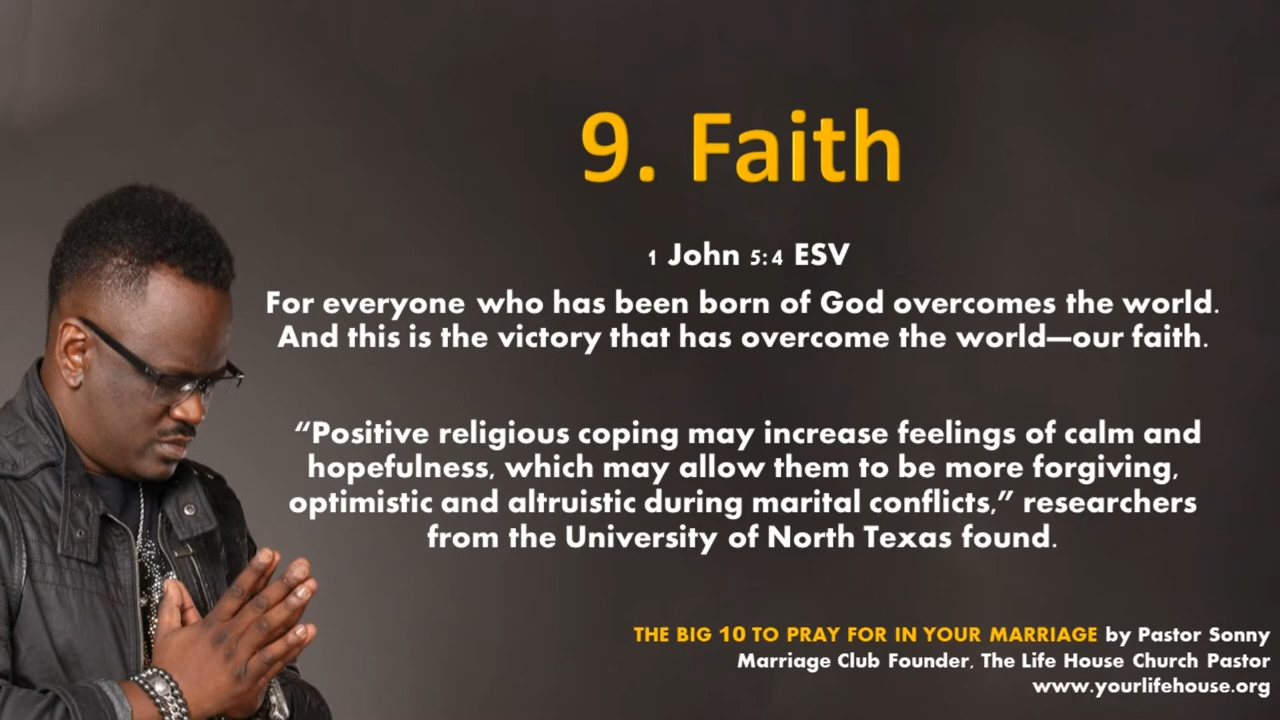 9. Faith
1 John 5:4 ESV
For everyone who has been born of God overcomes the world.
And this is the victory that has overcome the world—our faith.
“Positive religious coping may increase feelings of calm and
hopefulness, which may allow them to be more forgiving,
optimistic and altruistic during marital conflicts,” researchers
from the University of North Texas found.
THE BIG 10 TO PRAY FOR IN YOUR MARRIAGE by Pastor Sonny
Marriage Club Founder, The Life House Church Pastor
www.yourlifehouse.org